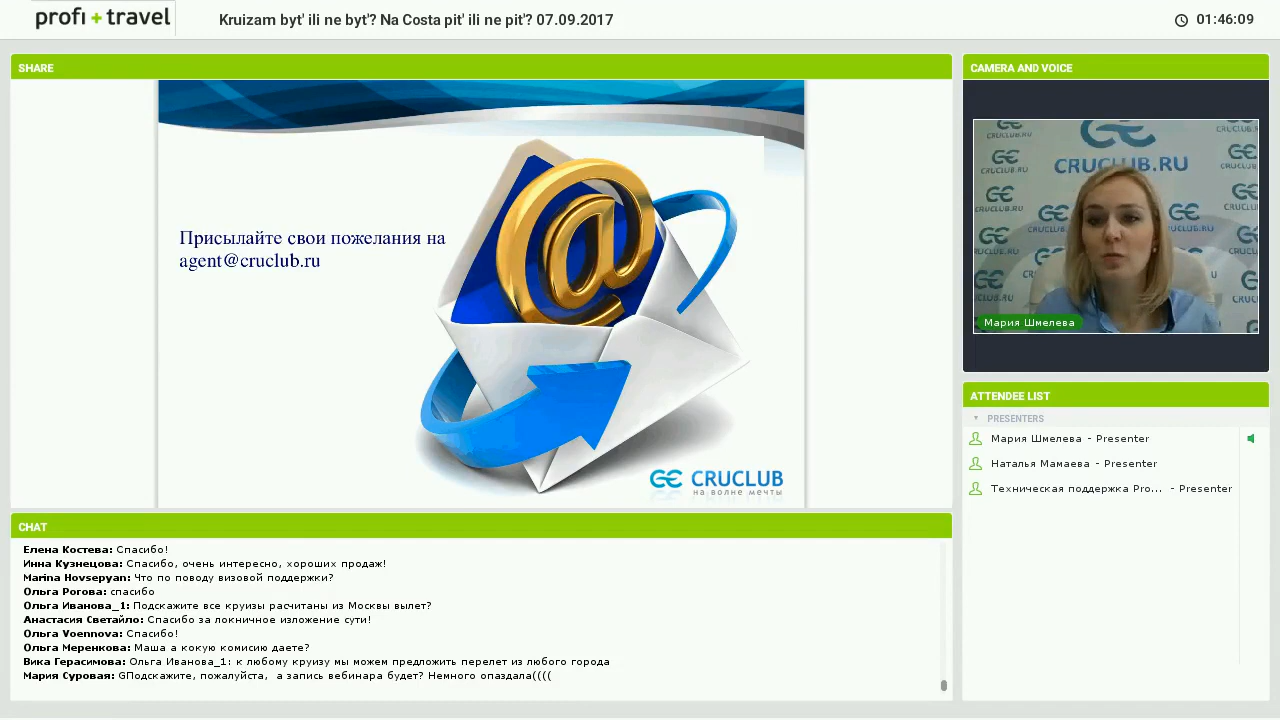 profi + travel
Kruizam byt' ili ne byt'? Na Costa pit' ili ne pit'? 07.09.2017
01:46:09
SHARE
Присылайте свои пожелания на
agent@cruclub.ru
CRUCLUB
на волне мечты
CAMERA AND VOICE
CRUCLUB.RU
Мария Шмелева
ATTENDEE LIST
PRESENTERS
Мария Шмелева - Presenter
Наталья Мамаева - Presenter
Техническая поддержка Pro... - Presenter
CHAT
Елена Костева: Спасибо!
Инна Кузнецова: Спасибо, очень интересно, хороших продаж!
Marina Hovsepyan: Что по поводу визовой поддержки?
Ольга Рогова: спасибо
Ольга Иванова_1: Подскажите все круизы расчитаны из Москвы вылет?
Анастасия Светайло: Спасибо за локничное изложение сути!
Ольга Voennova: Спасибо!
Ольга Меренкова: Маша а кокую комисию даете?
Вика Герасимова: Ольга Иванова_1: к любому круизу мы можем предложить перелет из любого города
Мария Суровая: GПодскажите, пожалуйста, а запись вебинара будет? Немного опаздала((((